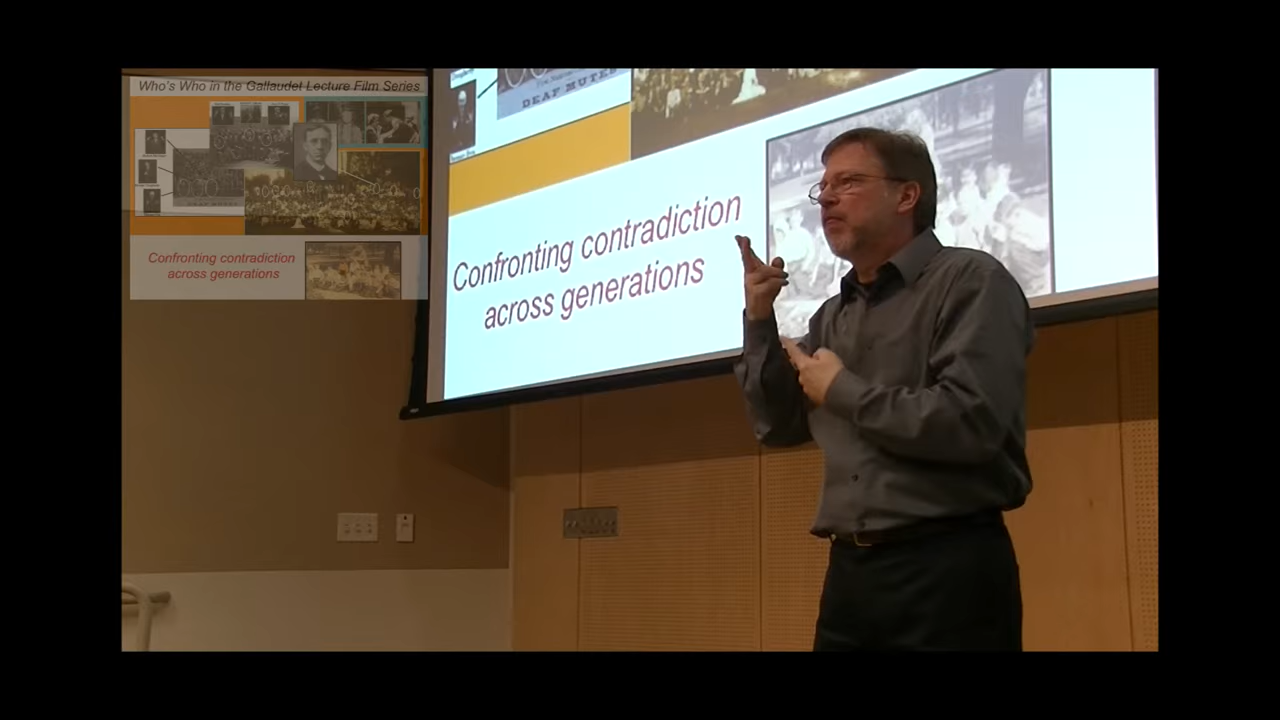 Who's Who in the Gallaudet Lecture Film Series
Confronting contradiction
across generations
DEAF MUTES
Confronting contradiction
across generations